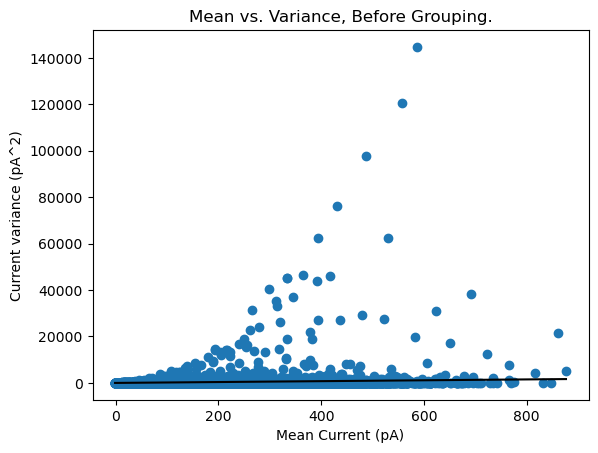 Mean vs. Variance, Before Grouping.
140000
120000
100000
80000
60000
40000
20000
0
Current variance (pA^2)
0 200 400 600 800
Mean Current (pA)